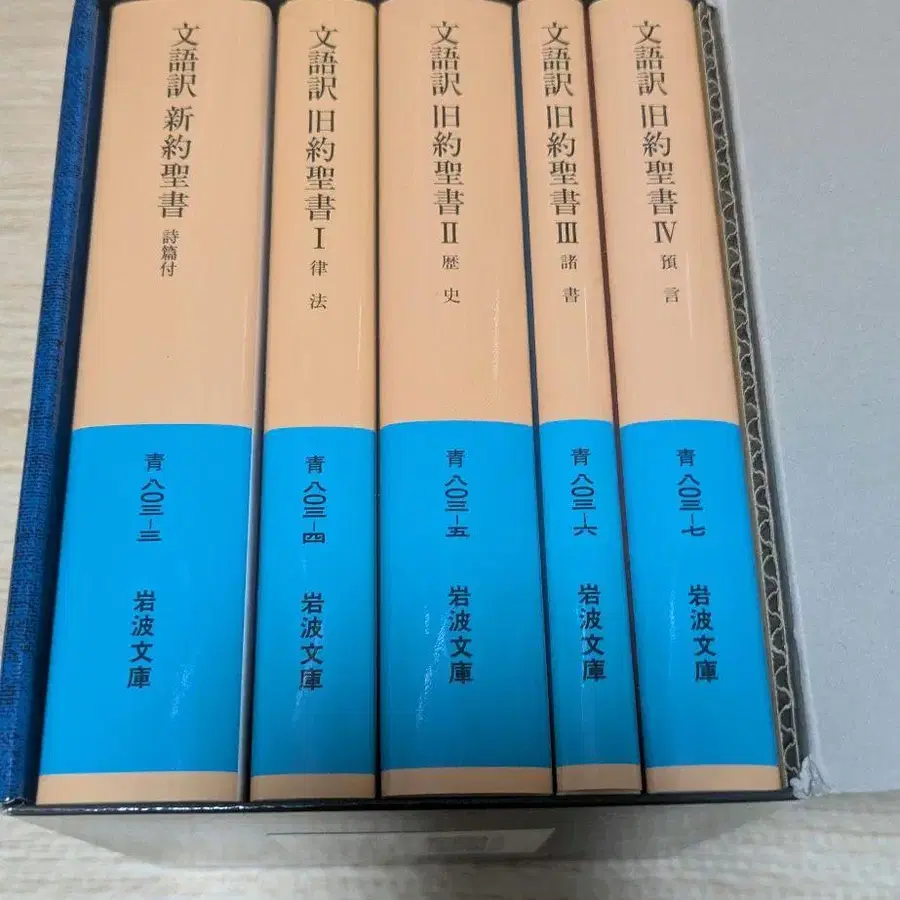 文語訳 新約聖書 詩篇付
青 八〇三-三
岩波文庫
文語訳 旧約聖書 Ⅰ 律法
青 八〇三-四
岩波文庫
文語訳 旧約聖書 Ⅱ 歴史
青 八〇三-五
岩波文庫
文語訳 旧約聖書 Ⅲ 諸書
青 八〇三-六
岩波文庫
文語訳 旧約聖書 Ⅳ 預言
青 八〇三-七
岩波文庫